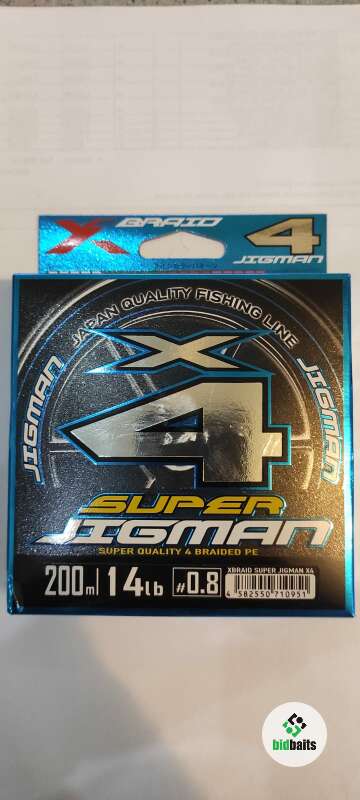 X BRAID 4
JIGMAN
JAPAN QUALITY FISHING LINE
JIGMAN
JIGMAN
X
4
SUPER
JIGMAN
SUPER QUALITY 4 BRAIDED PE
200m 14lb #0.8
XBRAID SUPER JIGMAN X4
4 582550 710951
bidbaits